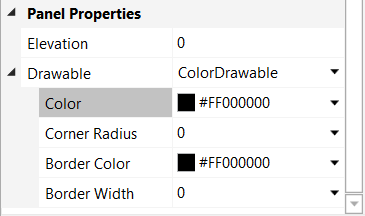 Panel Properties
Elevation 0
Drawable ColorDrawable
Color #FF000000
Corner Radius 0
Border Color #FF000000
Border Width 0